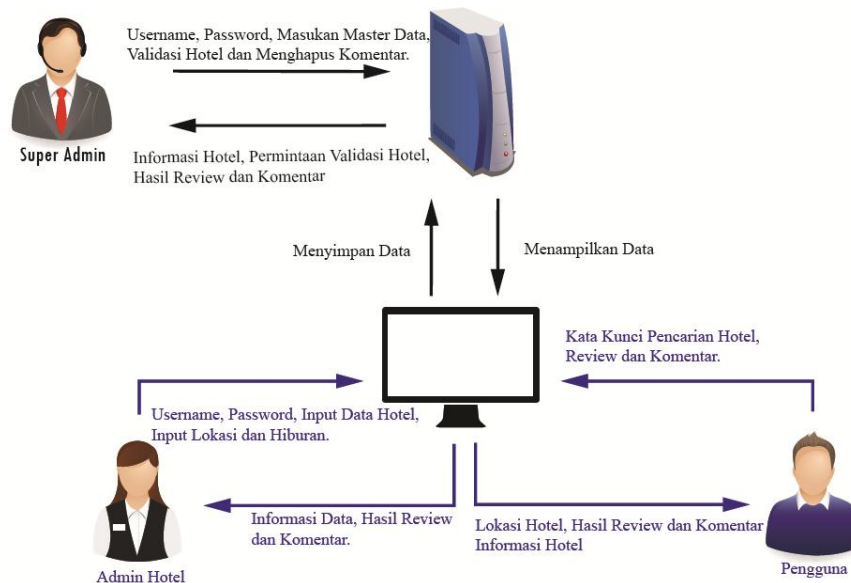 Username, Password, Masukan Master Data,
Validasi Hotel dan Menghapus Komentar.
Super Admin
Informasi Hotel, Permintaan Validasi Hotel,
Hasil Review dan Komentar
Menyimpan Data
Menampilkan Data
Kata Kunci Pencarian Hotel,
Review dan Komentar.
Username, Password, Input Data Hotel,
Input Lokasi dan Hiburan.
Informasi Data, Hasil Review
dan Komentar.
Lokasi Hotel, Hasil Review dan Komentar
Informasi Hotel
Admin Hotel
Pengguna